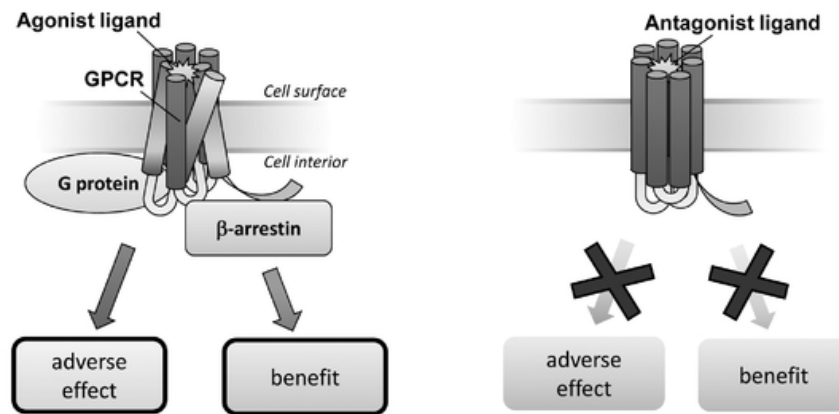 Agonist ligand
GPCR
Cell surface
Cell interior
G protein
β-arrestin
adverse
effect
benefit
Antagonist ligand
adverse
effect
benefit